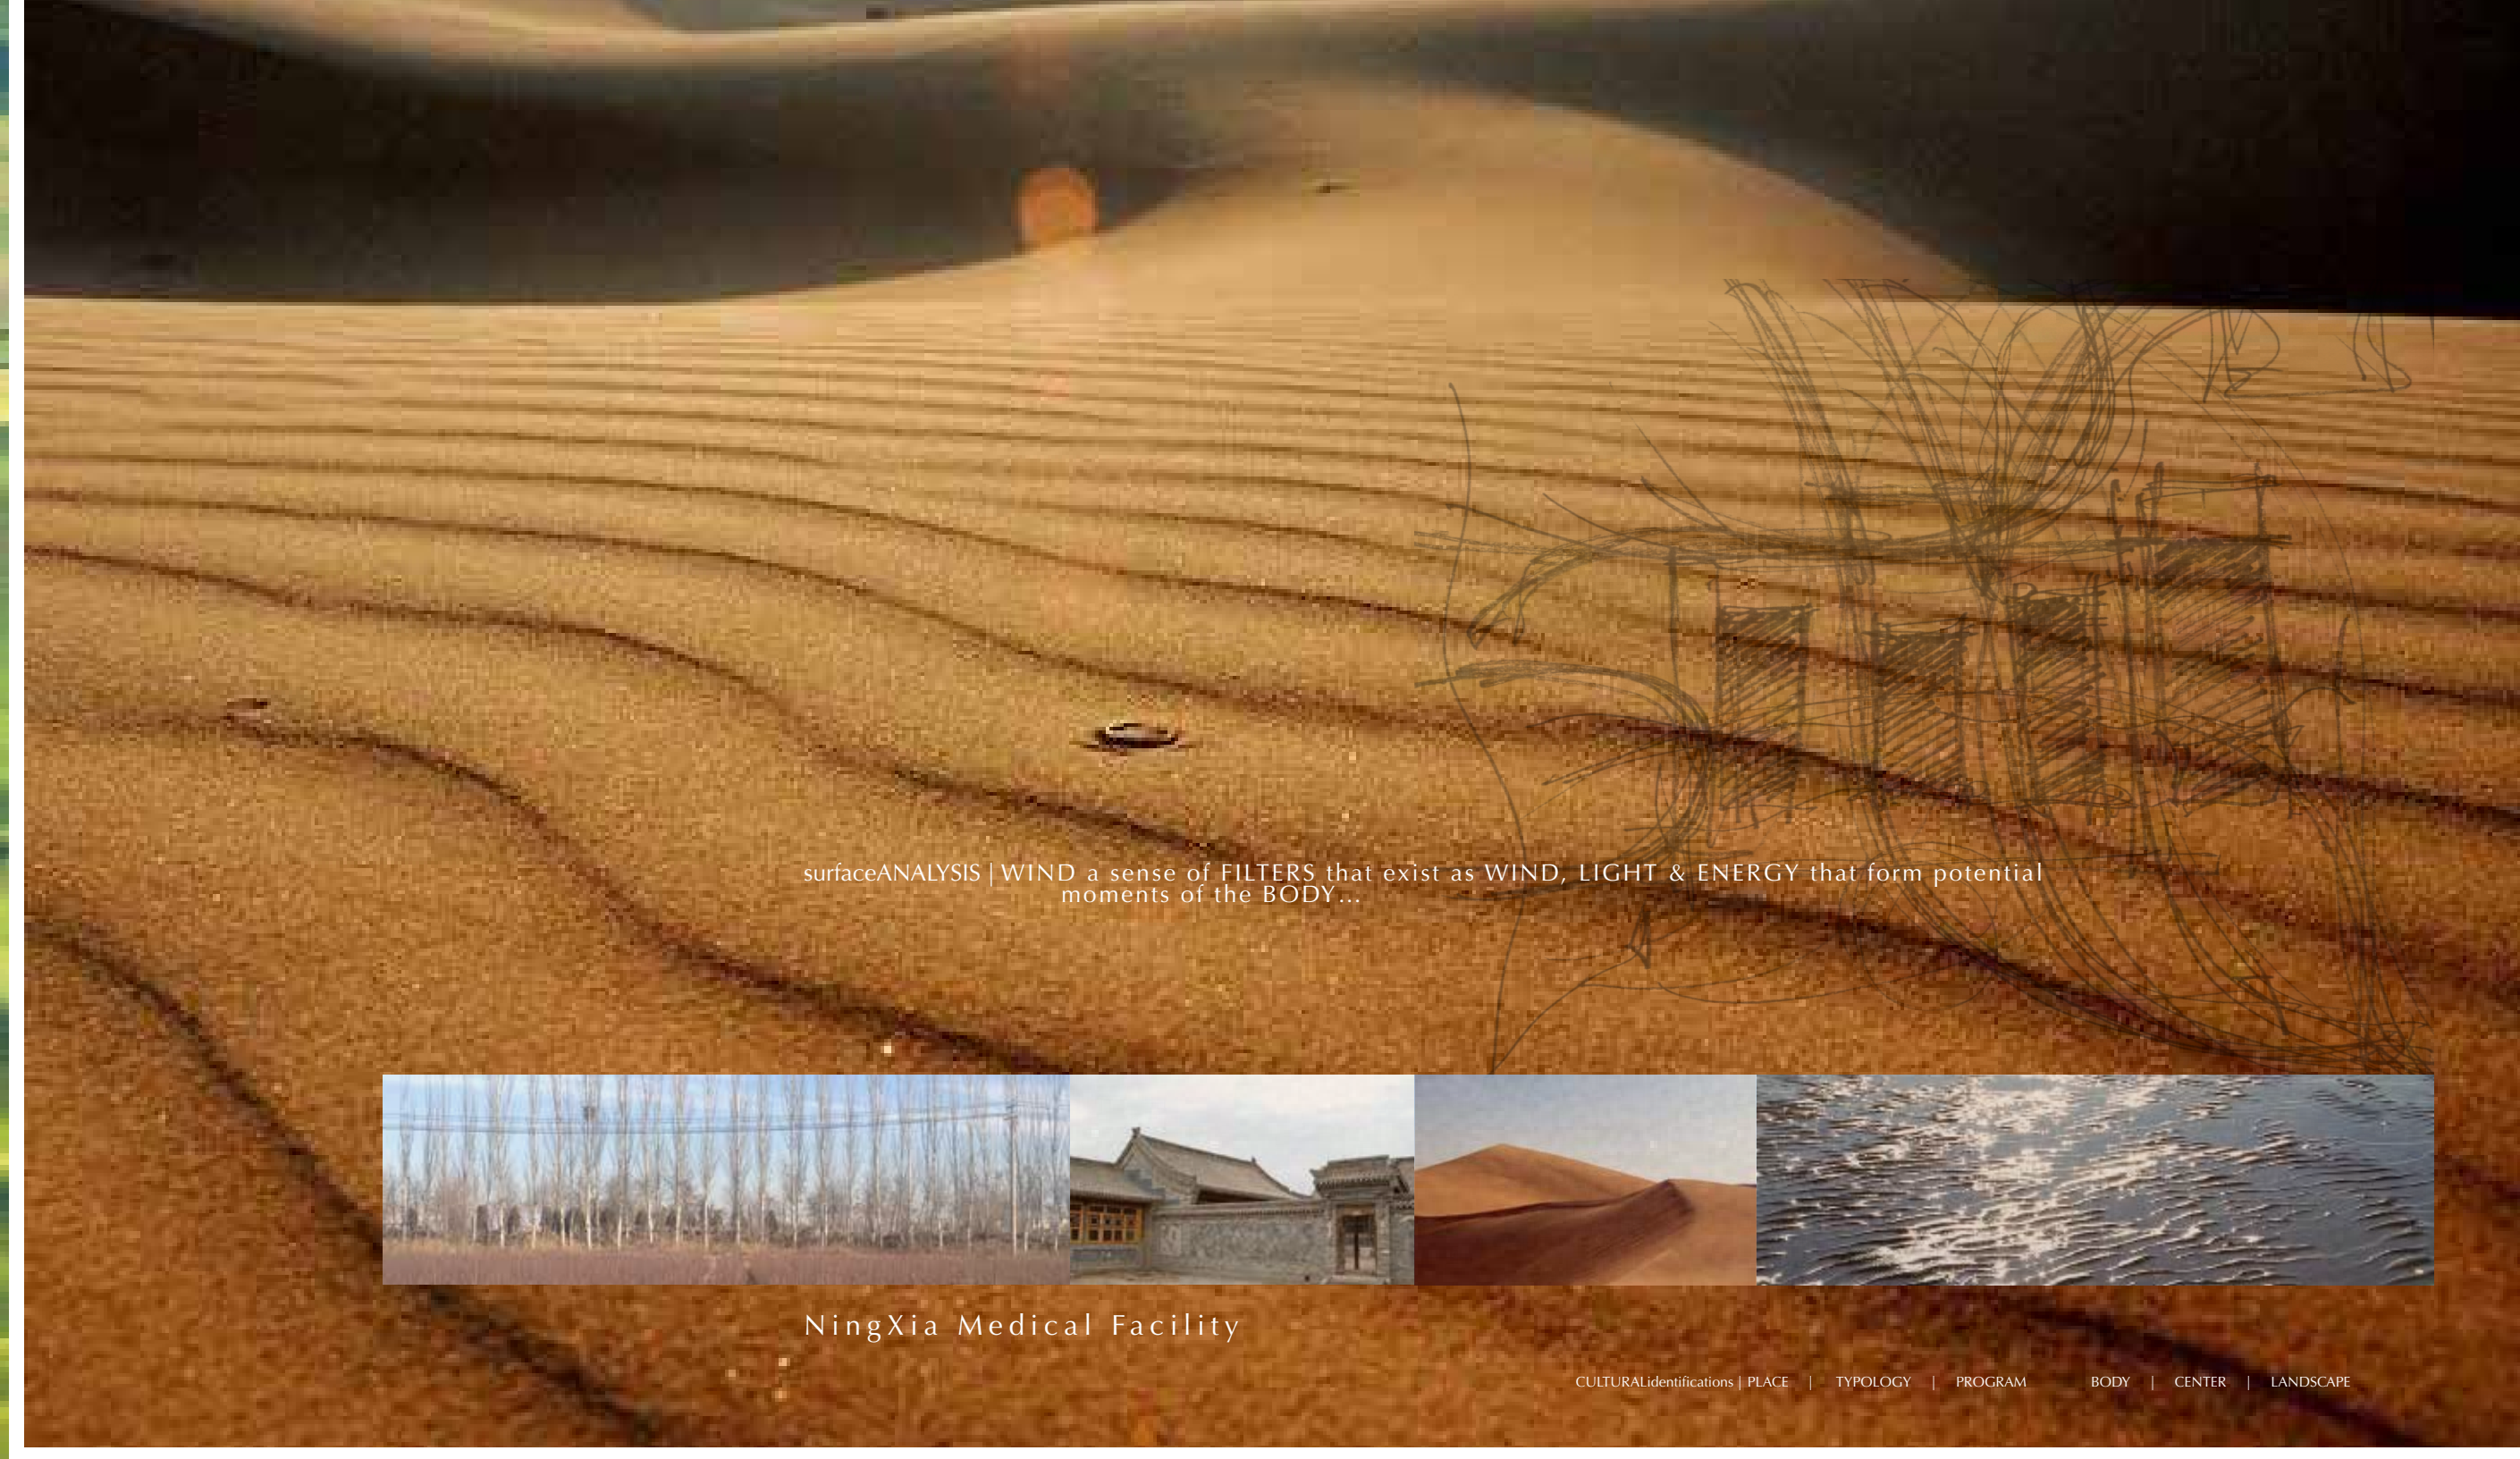 surfaceANALYSIS | WIND a sense of FILTERS that exist as WIND, LIGHT & ENERGY that form potential
moments of the BODY...
NingXia Medical Facility
CULTURALidentifications | PLACE | TYPOLOGY | PROGRAM BODY | CENTER | LANDSCAPE